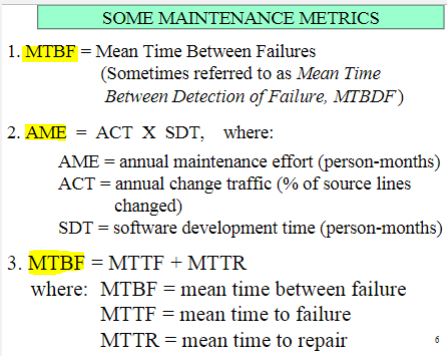 SOME MAINTENANCE METRICS
1. MTBF = Mean Time Between Failures
(Sometimes referred to as Mean Time
Between Detection of Failure, MTBDF)
2. AME = ACT X SDT, where:
AME = annual maintenance effort (person-months)
ACT = annual change traffic (% of source lines
changed)
SDT = software development time (person-months)
3. MTBF = MTTF + MTTR
where: MTBF = mean time between failure
MTTF = mean time to failure
MTTR = mean time to repair
6